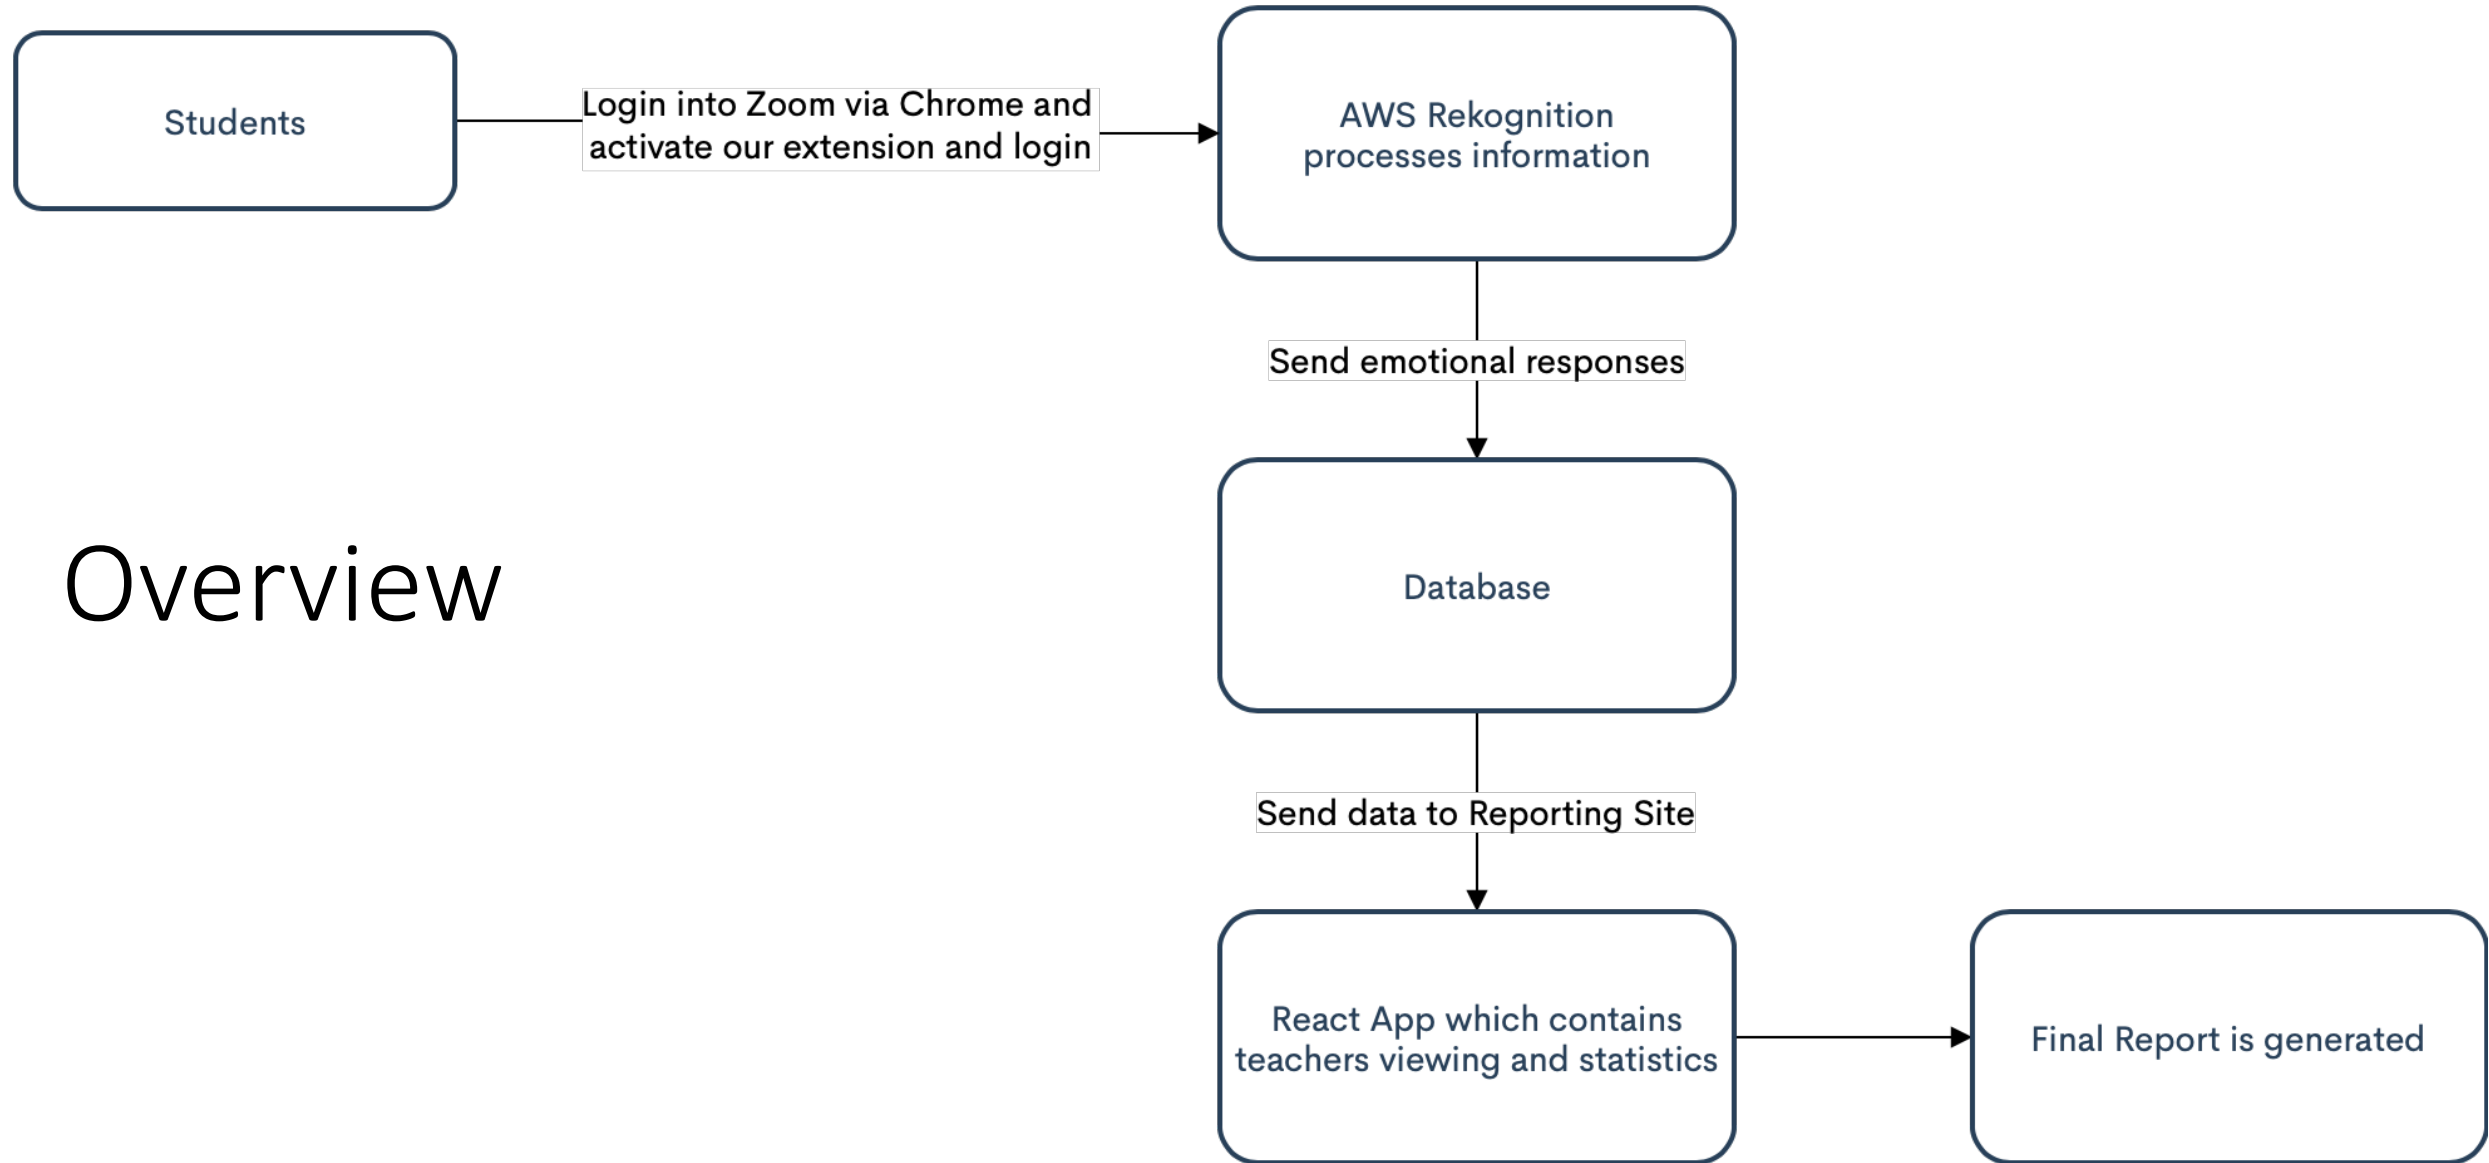 Students
Login into Zoom via Chrome and
activate our extension and login
AWS Rekognition
processes information
Send emotional responses
Overview
Database
Send data to Reporting Site
React App which contains
teachers viewing and statistics
Final Report is generated